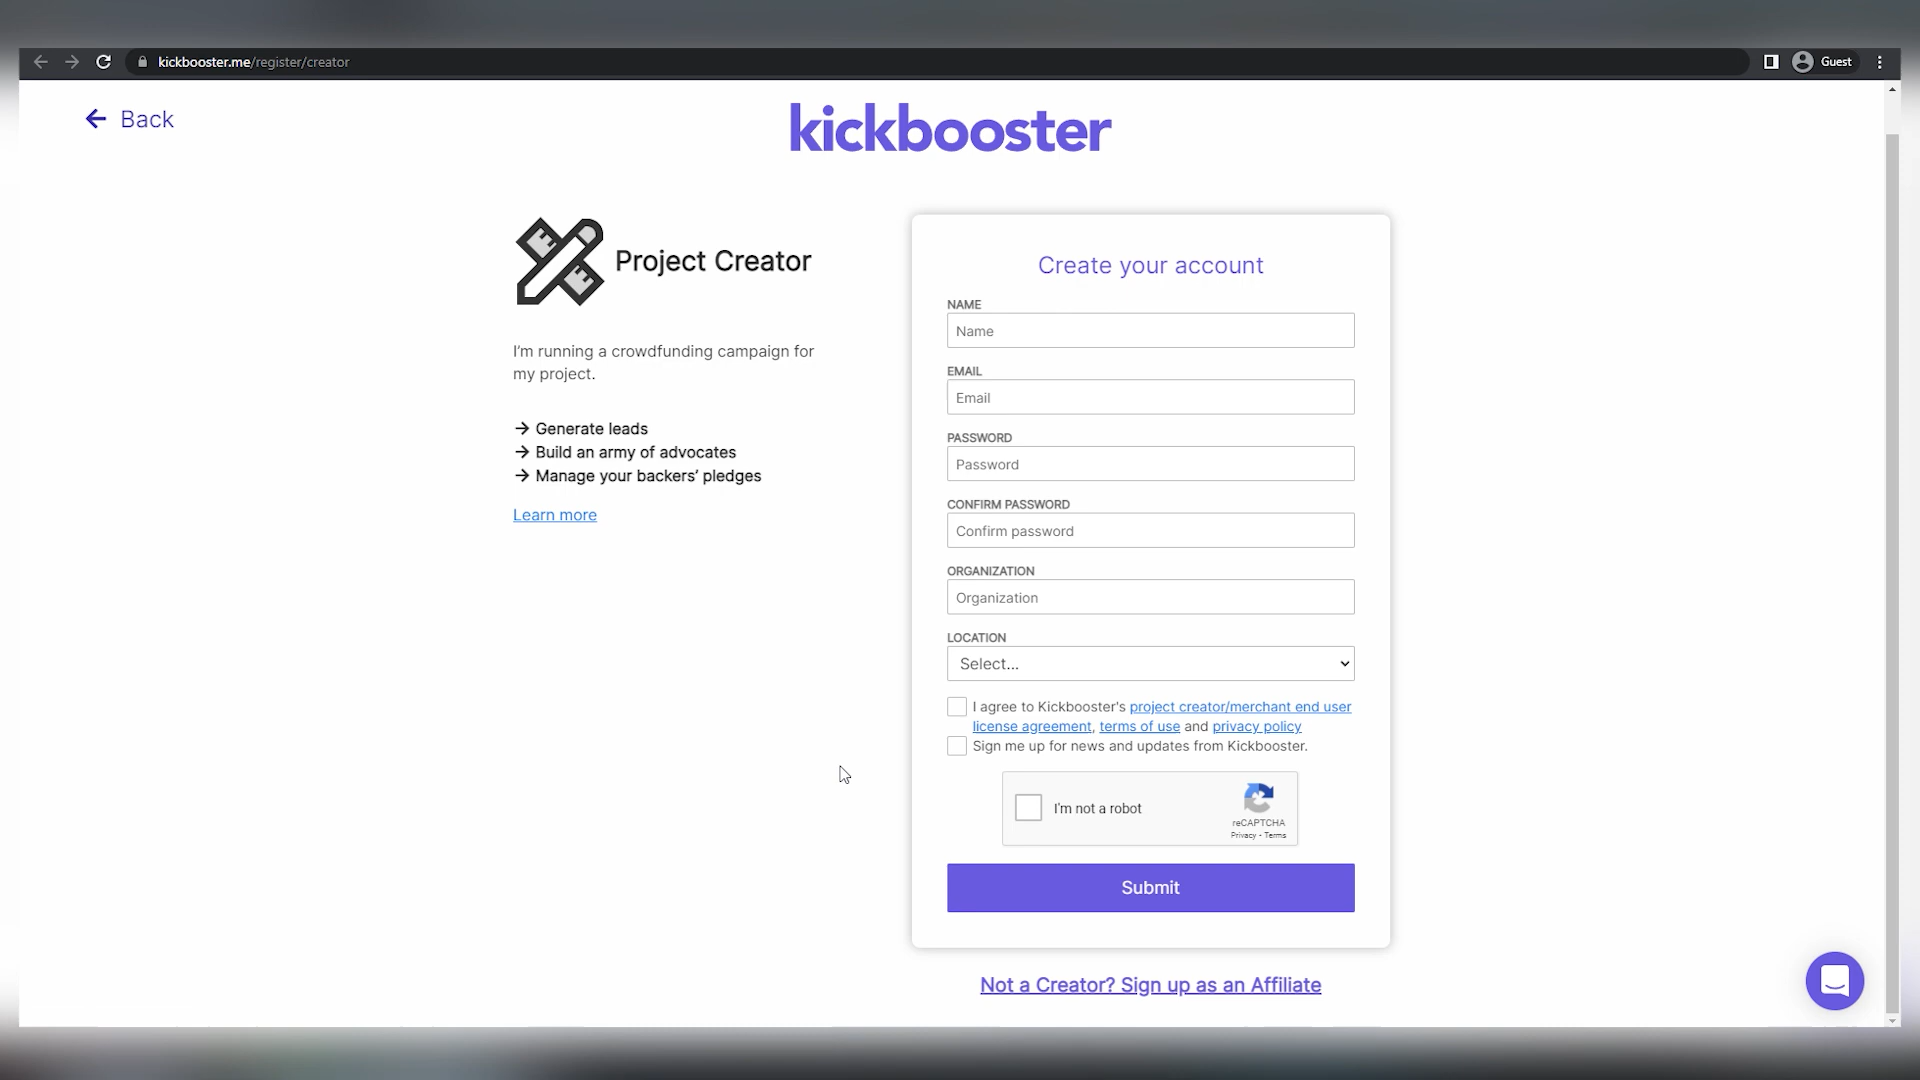 kickbooster.me/register/creator
Guest
Back
kickbooster
Project Creator
I'm running a crowdfunding campaign for
my project.
→ Generate leads
→ Build an army of advocates
→ Manage your backers’ pledges
Learn more
Create your account
NAME
Name
EMAIL
Email
PASSWORD
Password
CONFIRM PASSWORD
Confirm password
ORGANIZATION
Organization
LOCATION
Select...
I agree to Kickbooster's project creator/merchant end user
license agreement, terms of use and privacy policy
Sign me up for news and updates from Kickbooster.
I'm not a robot
reCAPTCHA
Privacy - Terms
Submit
Not a Creator? Sign up as an Affiliate